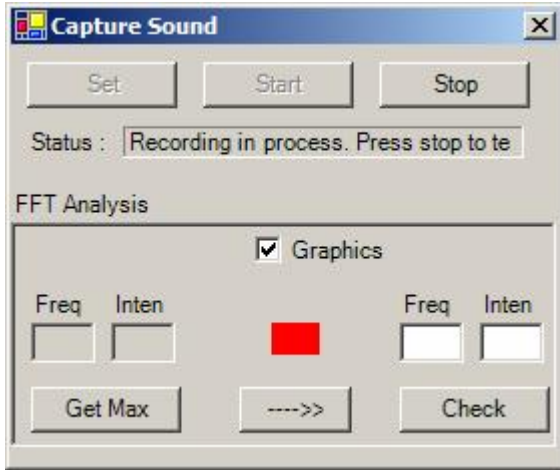 Capture Sound
Set Start Stop
Status : Recording in process. Press stop to te
FFT Analysis
Graphics
Freq Inten Freq Inten
Get Max ---->> Check